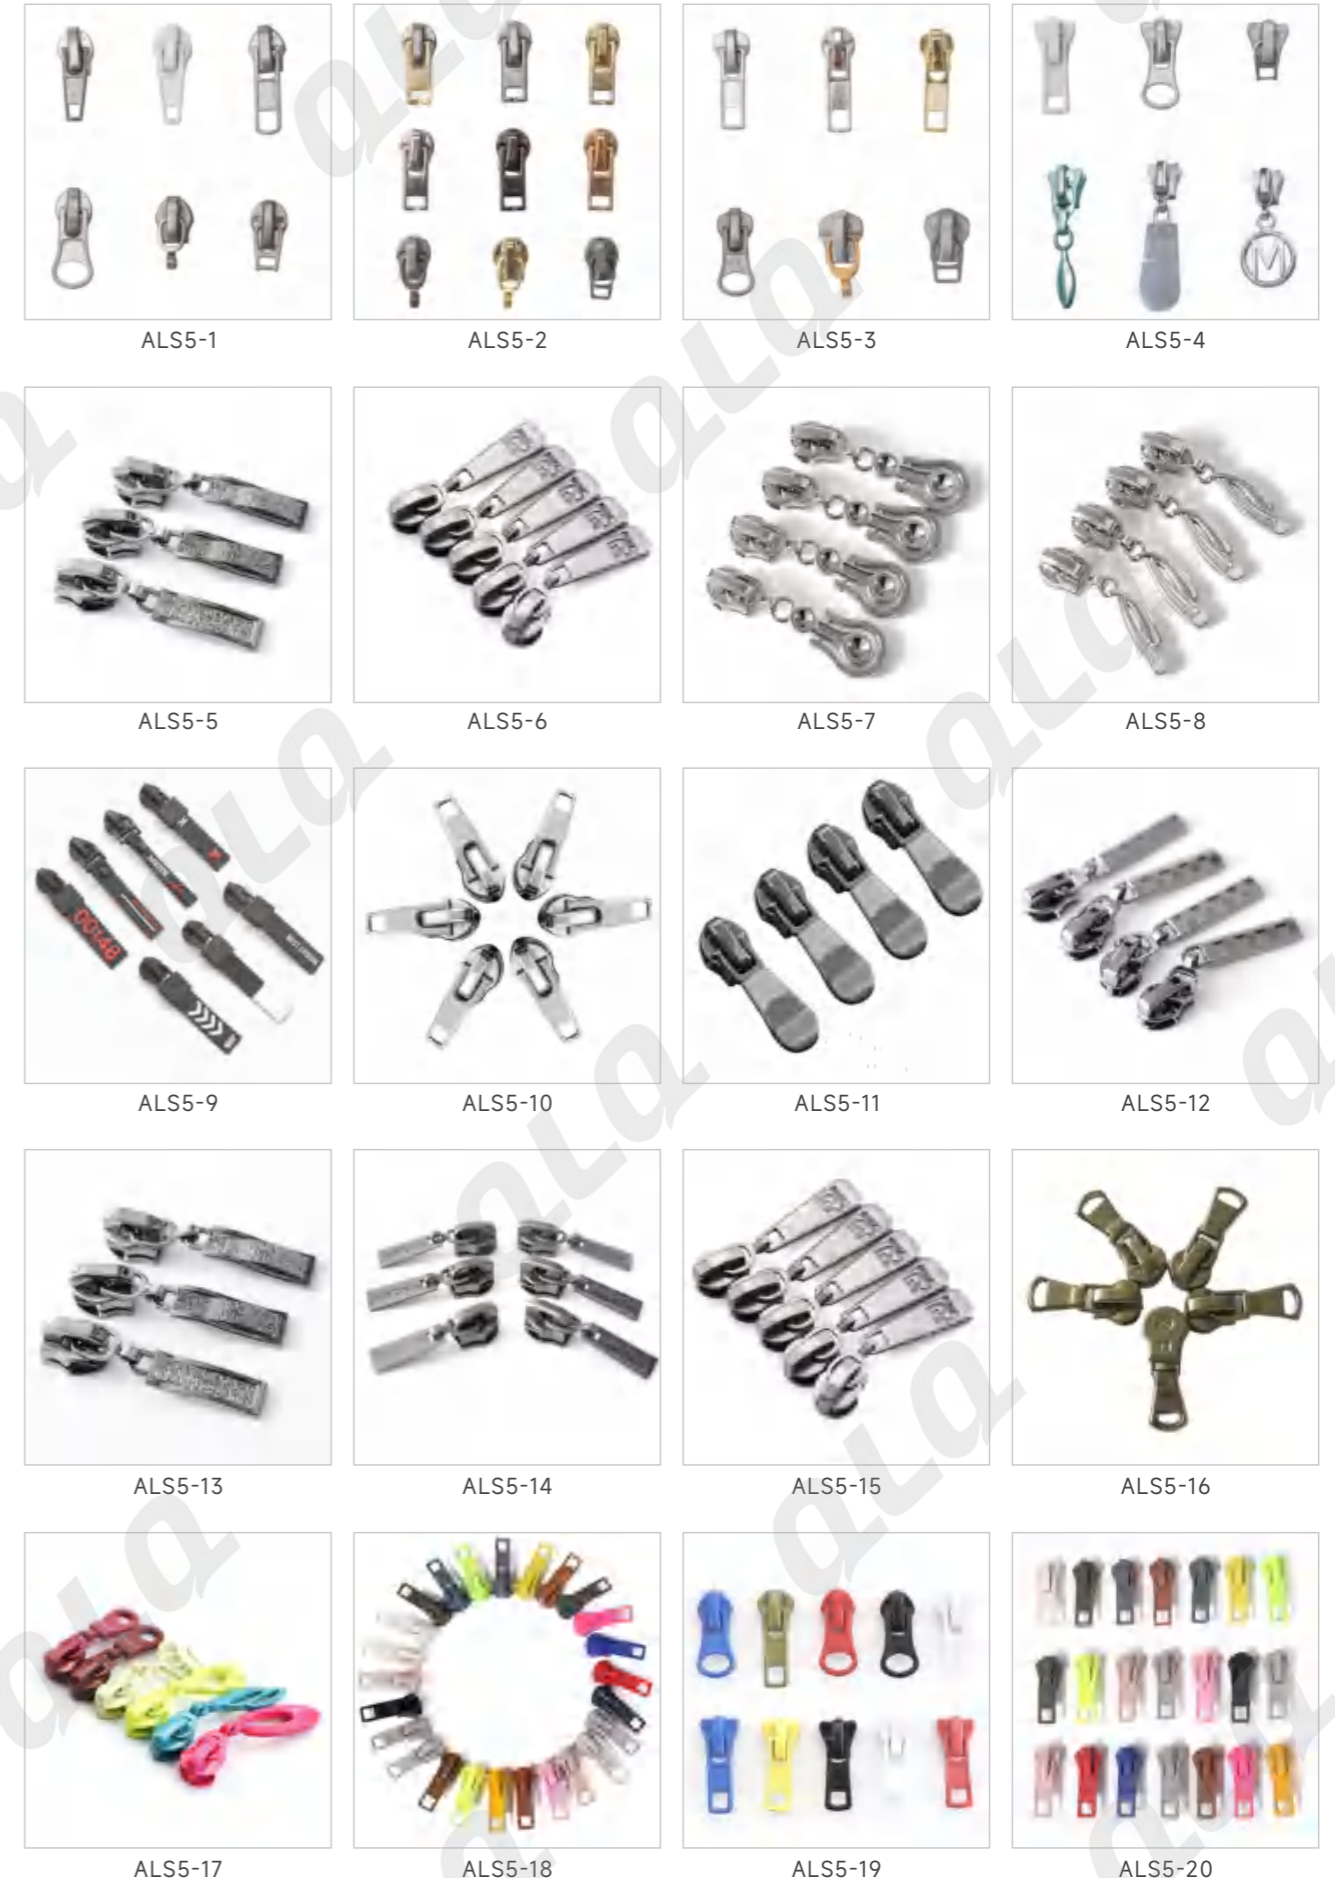 ALS5-1 ALS5-2 ALS5-3 ALS5-4
M
ALS5-5 ALS5-6 ALS5-7 ALS5-8
00148
ALS5-9 ALS5-10 ALS5-11 ALS5-12
ALS5-13 ALS5-14 ALS5-15 ALS5-16
ALS5-17 ALS5-18 ALS5-19 ALS5-20